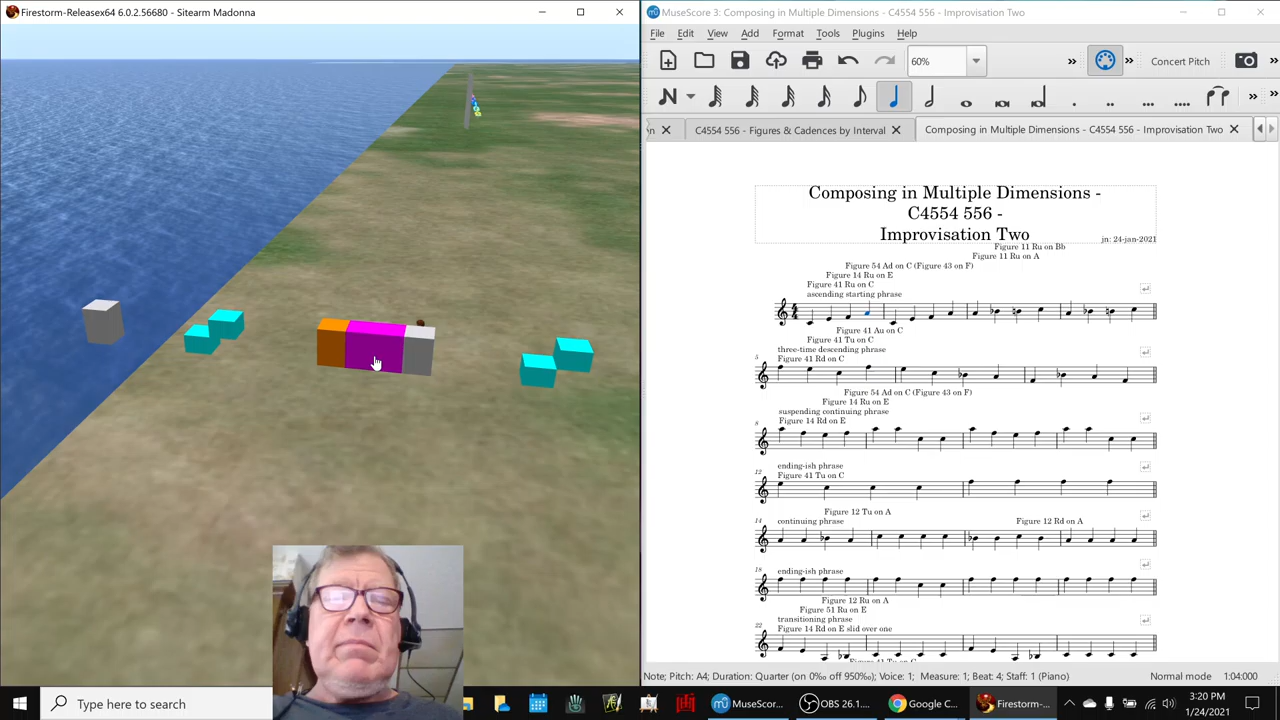 Firestorm-Releasex64 6.0.2.56680 - Sitearm Madonna
MuseScore 3: Composing in Multiple Dimensions - C4554 556 - Improvisation Two
File Edit View Add Format Tools Plugins Help
60%
» » Concert Pitch »
C4554 556 - Figures & Cadences by Interval
Composing in Multiple Dimensions - C4554 556 - Improvisation Two
Composing in Multiple Dimensions -
C4554 556 -
Improvisation Two
jn: 24-jan-2021
Figure 11 Ru on Bb
Figure 11 Ru on A
Figure 54 Ad on C (Figure 43 on F)
Figure 14 Ru on E
Figure 41 Ru on C
ascending starting phrase
Figure 41 Au on C
Figure 41 Tu on C
three-time descending phrase
5 Figure 41 Rd on C
Figure 54 Ad on C (Figure 43 on F)
Figure 14 Ru on E
suspending continuing phrase
8 Figure 14 Rd on E
ending-ish phrase
12 Figure 41 Tu on C
Figure 12 Tu on A
14 continuing phrase Figure 12 Rd on A
18 ending-ish phrase
Figure 12 Ru on A
Figure 51 Ru on E
transitioning phrase
22 Figure 14 Rd on E slid over one
Figure 41 Tu on C
Note; Pitch: A4; Duration: Quarter (on 0‰ off 950‰); Voice: 1; Measure: 1; Beat: 4; Staff: 1 (Piano)
Normal mode
1:04:000
Type here to search
MuseScor...
OBS 26.1....
Google C...
Firestorm-...
3:20 PM
1/24/2021